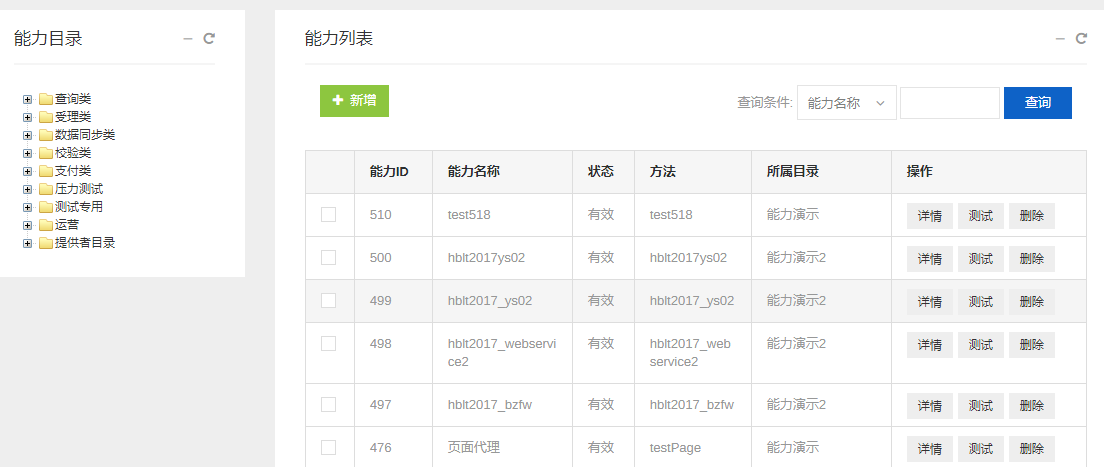 能力目录
查询类
受理类
数据同步类
校验类
支付类
压力测试
测试专用
运营
提供者目录
能力列表
新增
查询条件: 能力名称 查询
能力ID 能力名称 状态 方法 所属目录 操作
510 test518 有效 test518 能力演示 详情 测试 删除
500 hblt2017ys02 有效 hblt2017ys02 能力演示2 详情 测试 删除
499 hblt2017_ys02 有效 hblt2017_ys02 能力演示2 详情 测试 删除
498 hblt2017_webservi 有效 hblt2017_web 能力演示2 详情 测试 删除
ce2 service2
497 hblt2017_bzfw 有效 hblt2017_bzfw 能力演示2 详情 测试 删除
476 页面代理 有效 testPage 能力演示 详情 测试 删除